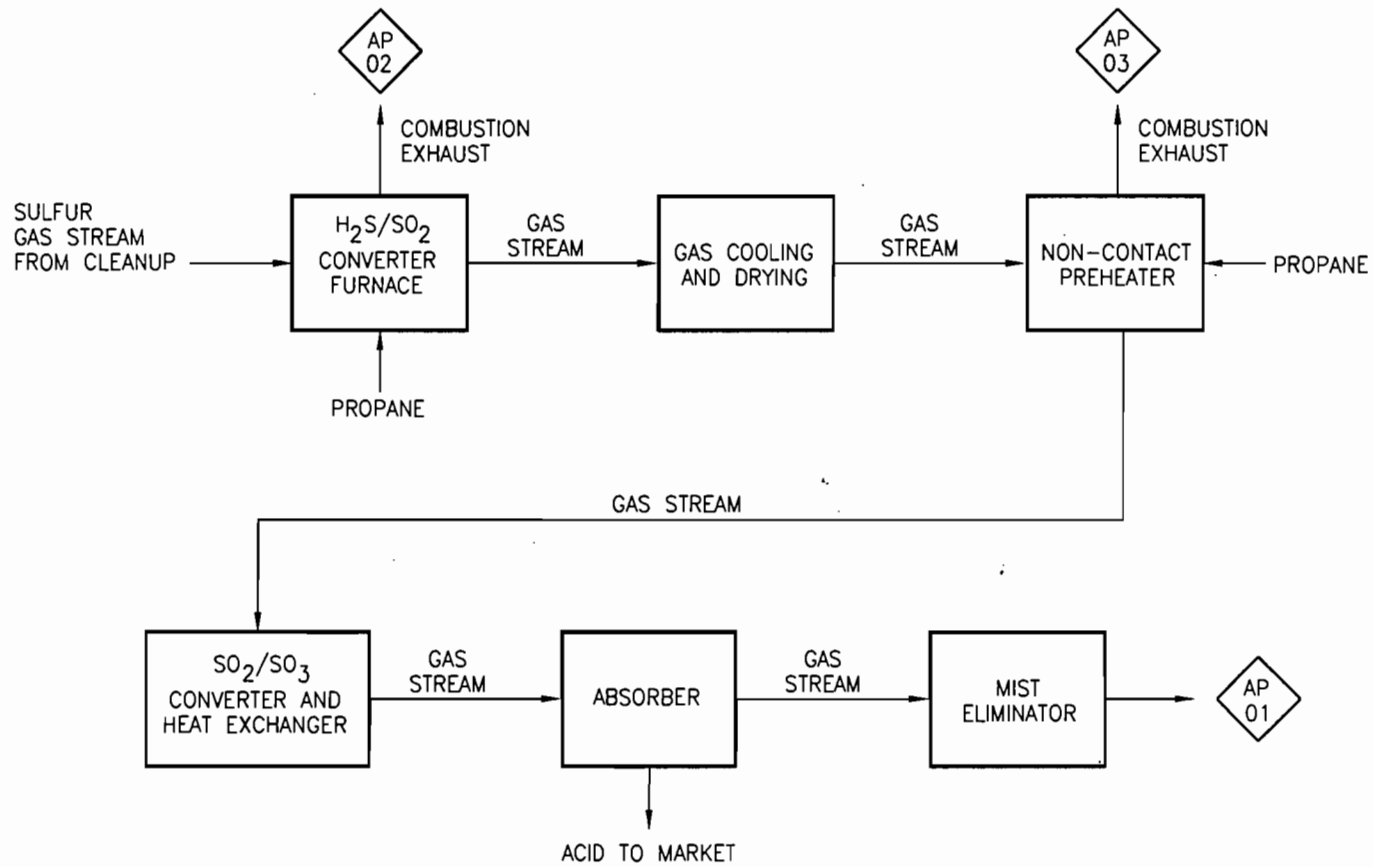 AP
02
AP
03
COMBUSTION
EXHAUST
COMBUSTION
EXHAUST
SULFUR
GAS STREAM
FROM CLEANUP
H2S/SO2
CONVERTER
FURNACE
GAS
STREAM
GAS COOLING
AND DRYING
GAS
STREAM
NON-CONTACT
PREHEATER
PROPANE
PROPANE
GAS STREAM
SO2/SO3
CONVERTER AND
HEAT EXCHANGER
GAS
STREAM
ABSORBER
GAS
STREAM
MIST
ELIMINATOR
AP
01
ACID TO MARKET